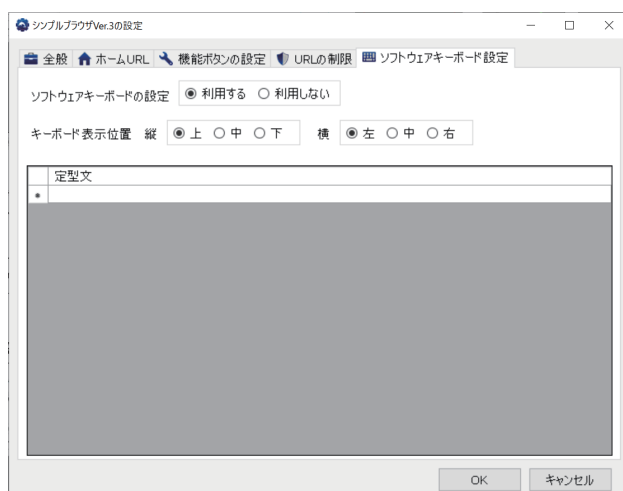 シンプルブラウザVer.3の設定
全般 ホームURL 機能ボタンの設定 URLの制限 ソフトウェアキーボード設定
ソフトウェアキーボードの設定 利用する 利用しない
キーボード表示位置 縦 上 中 下 横 左 中 右
定型文
OK キャンセル